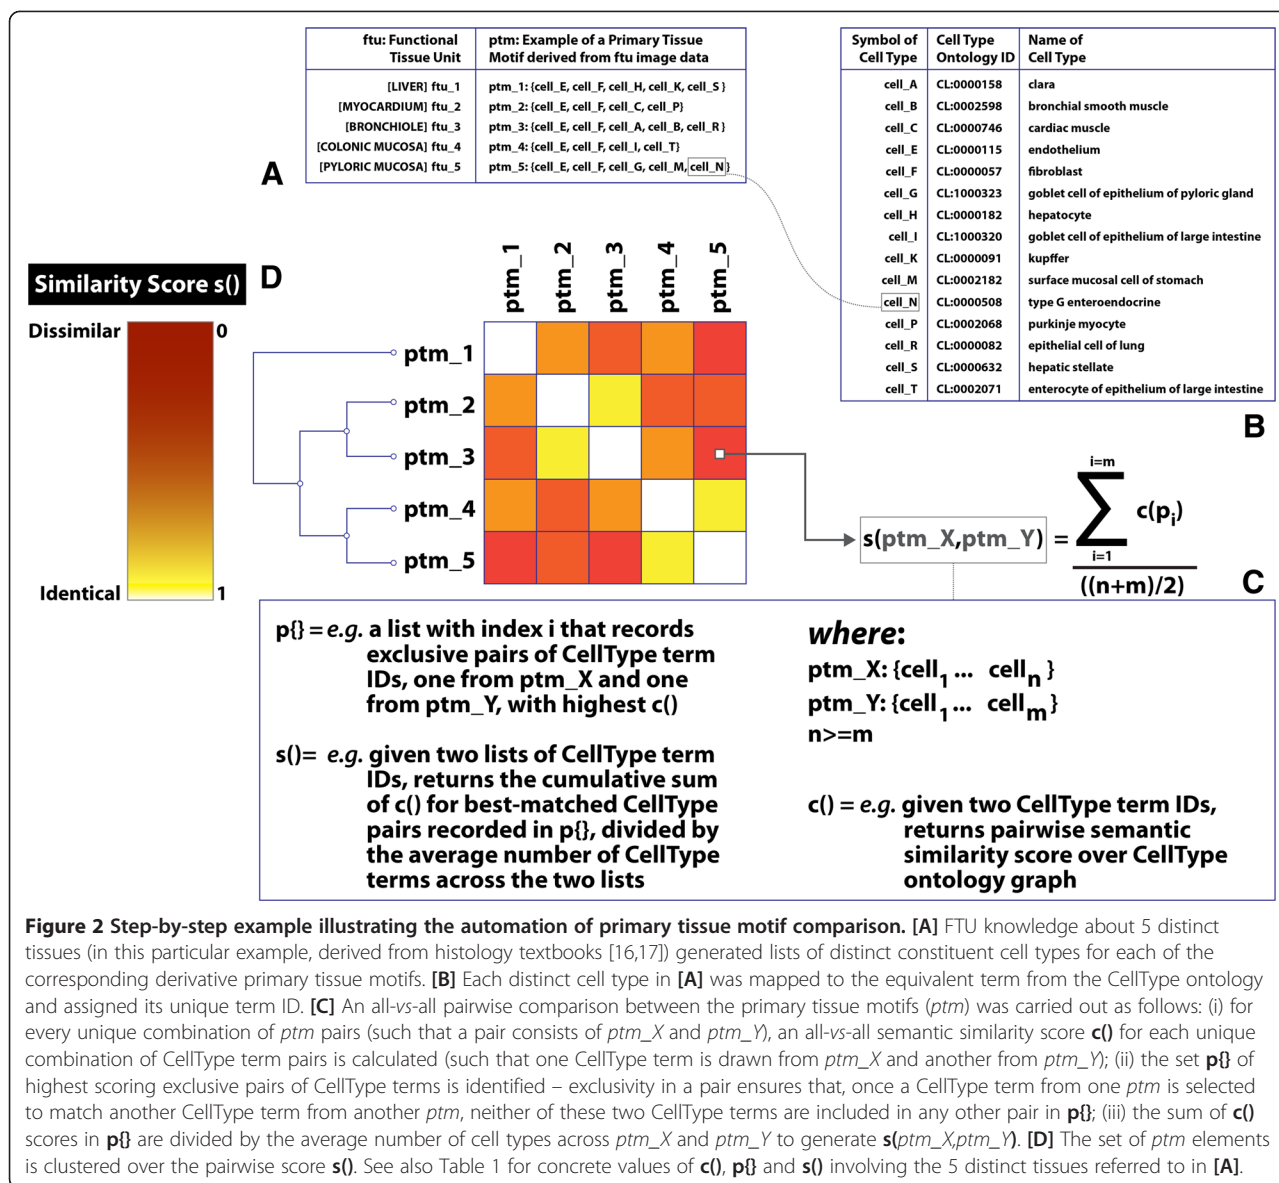 ftu: Functional Tissue Unit
ptm: Example of a Primary Tissue Motif derived from ftu image data
[LIVER] ftu_1 ptm_1: {cell_E, cell_F, cell_H, cell_K, cell_S }
[MYOCARDIUM] ftu_2 ptm_2: {cell_E, cell_F, cell_C, cell_P}
[BRONCHIOLE] ftu_3 ptm_3: {cell_E, cell_F, cell_A, cell_B, cell_R }
[COLONIC MUCOSA] ftu_4 ptm_4: {cell_E, cell_F, cell_I, cell_T}
[PYLORIC MUCOSA] ftu_5 ptm_5: {cell_E, cell_F, cell_G, cell_M, cell_N }
A
Symbol of Cell Type Cell Type Ontology ID Name of Cell Type
cell_A CL:0000158 clara
cell_B CL:0002598 bronchial smooth muscle
cell_C CL:0000746 cardiac muscle
cell_E CL:0000115 endothelium
cell_F CL:0000057 fibroblast
cell_G CL:1000323 goblet cell of epithelium of pyloric gland
cell_H CL:0000182 hepatocyte
cell_I CL:1000320 goblet cell of epithelium of large intestine
cell_K CL:0000091 kupffer
cell_M CL:0002182 surface mucosal cell of stomach
cell_N CL:0000508 type G enteroendocrine
cell_P CL:0002068 purkinje myocyte
cell_R CL:0000082 epithelial cell of lung
cell_S CL:0000632 hepatic stellate
cell_T CL:0002071 enterocyte of epithelium of large intestine
B
Similarity Score s()
D
Dissimilar 0
Identical 1
ptm_1 ptm_2 ptm_3 ptm_4 ptm_5
ptm_1
ptm_2
ptm_3
ptm_4
ptm_5
s(ptm_X,ptm_Y) =
i=m
∑ c(pi)
i=1
((n+m)/2)
C
p{} = e.g. a list with index i that records
exclusive pairs of CellType term
IDs, one from ptm_X and one
from ptm_Y, with highest c()
s()= e.g. given two lists of CellType term
IDs, returns the cumulative sum
of c() for best-matched CellType
pairs recorded in p{}, divided by
the average number of CellType
terms across the two lists
where:
ptm_X: {cell1 ... celln }
ptm_Y: {cell1 ... cellm }
n>=m
c() = e.g. given two CellType term IDs,
returns pairwise semantic
similarity score over CellType
ontology graph
Figure 2 Step-by-step example illustrating the automation of primary tissue motif comparison. [A] FTU knowledge about 5 distinct
tissues (in this particular example, derived from histology textbooks [16,17]) generated lists of distinct constituent cell types for each of the
corresponding derivative primary tissue motifs. [B] Each distinct cell type in [A] was mapped to the equivalent term from the CellType ontology
and assigned its unique term ID. [C] An all-vs-all pairwise comparison between the primary tissue motifs (ptm) was carried out as follows: (i) for
every unique combination of ptm pairs (such that a pair consists of ptm_X and ptm_Y), an all-vs-all semantic similarity score c() for each unique
combination of CellType term pairs is calculated (such that one CellType term is drawn from ptm_X and another from ptm_Y); (ii) the set p{} of
highest scoring exclusive pairs of CellType terms is identified – exclusivity in a pair ensures that, once a CellType term from one ptm is selected
to match another CellType term from another ptm, neither of these two CellType terms are included in any other pair in p{}; (iii) the sum of c()
scores in p{} are divided by the average number of cell types across ptm_X and ptm_Y to generate s(ptm_X,ptm_Y). [D] The set of ptm elements
is clustered over the pairwise score s(). See also Table 1 for concrete values of c(), p{} and s() involving the 5 distinct tissues referred to in [A].